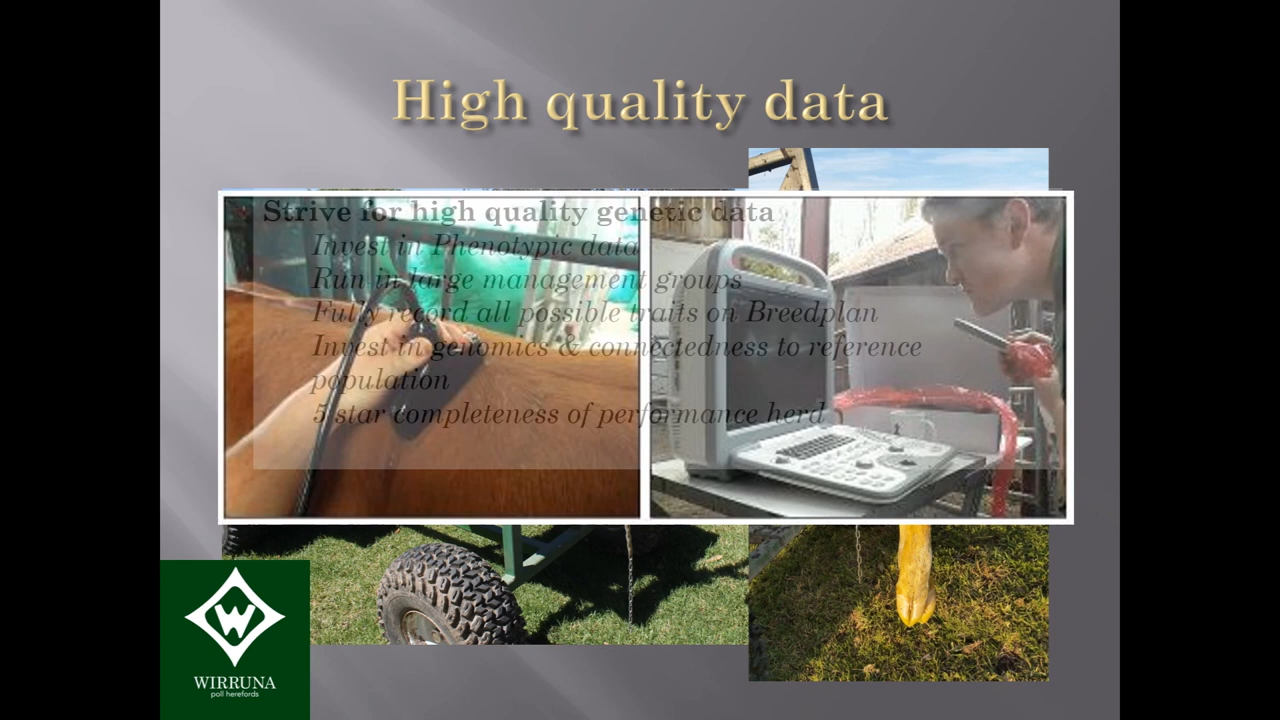 High quality data
Strive for high quality genetic data
Invest in Phenotypic data
Run in large management groups
Fully record all possible traits on Breedplan
Invest in genomics & connectedness to reference
population
5 star completeness of performance herd
W
WIRRUNA
poll herefords